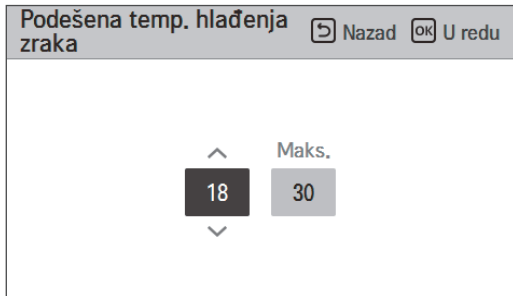 Podešena temp. hlađenja
zraka
Nazad OK U redu
Maks.
18 30